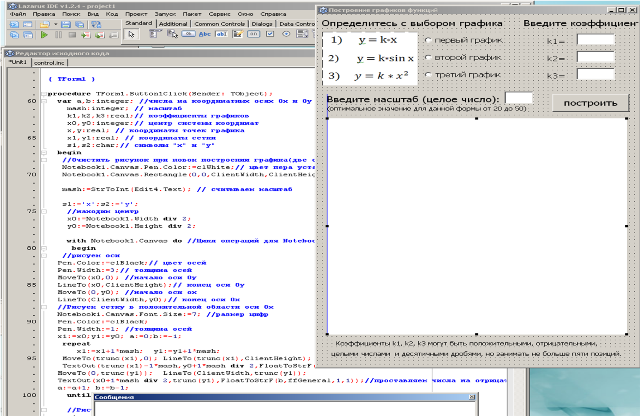 Lazarus IDE v1.2.4 - project1
Файл Правка Поиск Вид Код Проект Запуск Пакет Сервис Окно Справка
Standard Additional Common Controls Dialogs Data Controls
Редактор исходного кода
*Unit1 control.inc
{ TForm1 }
procedure TForm1.Button1Click(Sender: TObject);
60 var a,b:integer; //числа на координатных осях 0x и 0y
mash:integer; // масштаб
k1,k2,k3:real;// коэффициенты графиков
x0,y0:integer;// центр системы координат
x,y:real; // координаты точек графика
65 x1,y1:real; // координаты сетки
s1,s2:char;// символы "x" и "y"
begin
//Очистить рисунок при новом построении графика(две
Notebook1.Canvas.Pen.Color:=clWhite;// цвет пера
70 Notebook1.Canvas.Rectangle(0,0,ClientWidth,ClientHei
mash:=StrToInt(Edit4.Text); // считываем масштаб
s1:='x';s2:='y';
75 //находим центр
x0:=Notebook1.Width div 2;
y0:=Notebook1.Height div 2;
with Notebook1.Canvas do //Цикл операций для Notebo
80 begin
//рисуем оси
Pen.Color:=clBlack;// цвет осей
Pen.Width:=3;// толщина осей
MoveTo(x0,0); //начало оси 0y
85 LineTo(x0,ClientHeight);// конец оси 0y
MoveTo(0,y0); //начало оси 0x
LineTo(ClientWidth,y0);// конец оси 0x
//Рисуем сетку в положительной области оси 0x
Notebook1.Canvas.Font.Size:=7; //размер цифр
90 Pen.Color:=clBlack;
Pen.Width:=1; //толщина осей
x1:=x0;y1:=y0; a:=0;b:=-1;
repeat
x1:=x1+1*mash; y1:=y1+1*mash;
95 MoveTo(trunc(x1),0); LineTo(trunc(x1),ClientHeight);
TextOut(trunc(x1)-1*mash,y0+1*mash div 2,FloatToStrF
MoveTo(0,trunc(y1)); LineTo(ClientWidth,trunc(y1));
TextOut(x0+1*mash div 2,trunc(y1),FloatToStrF(b,ffGeneral,1,1));//проставляем числа на отрицат
a:=a+1; b:=b-1;
100 until
//Рис
Сообщения
Построение графиков функций
Определитесь с выбором графика Введите коэффициент
1) y = k*x первый график k1=
2) y = k*sin x второй график k2=
3) y = k * x² третий график k3=
Введите масштаб (целое число):
(оптимальное значение для данной формы от 20 до 50)
построить
Коэффициенты k1, k2, k3 могут быть положительными, отрицательными,
целыми числами и десятичными дробями, но занимать не больше пяти позиций.